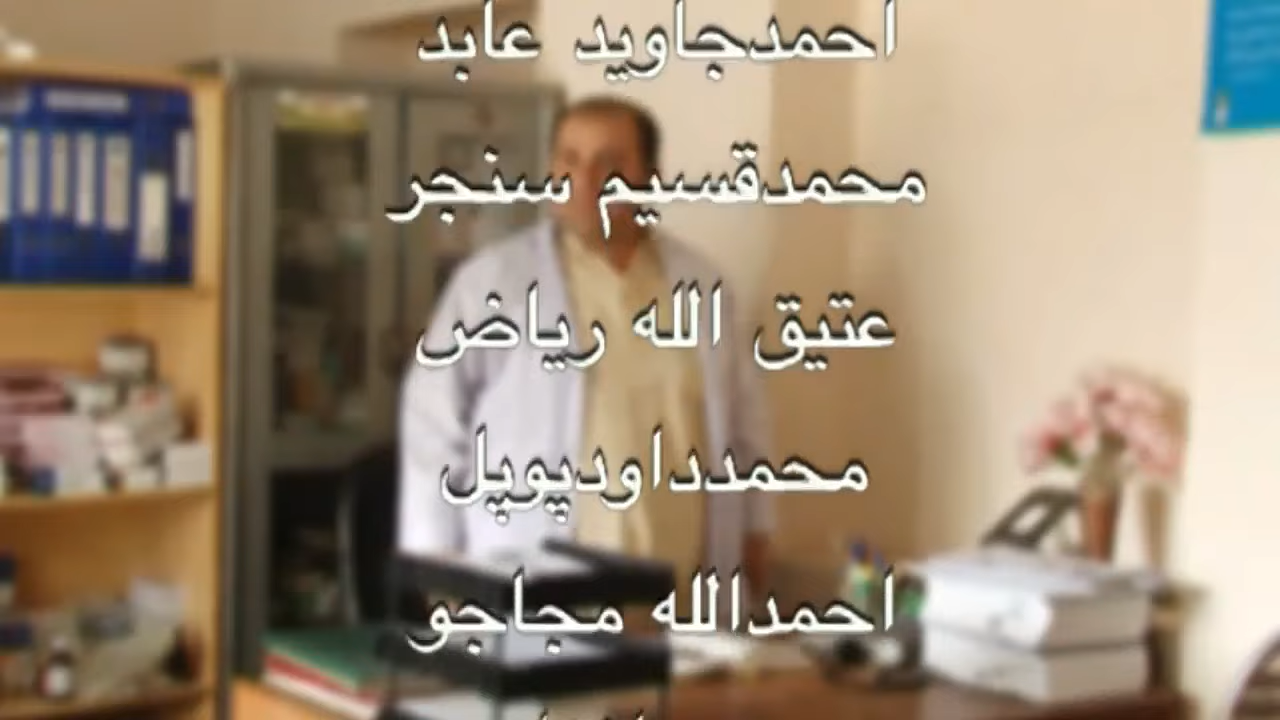 احمدجاوید عابد
محمدقسیم سنجر
عتیق الله ریاض
محمدداودپوپل
احمدالله مجاجو